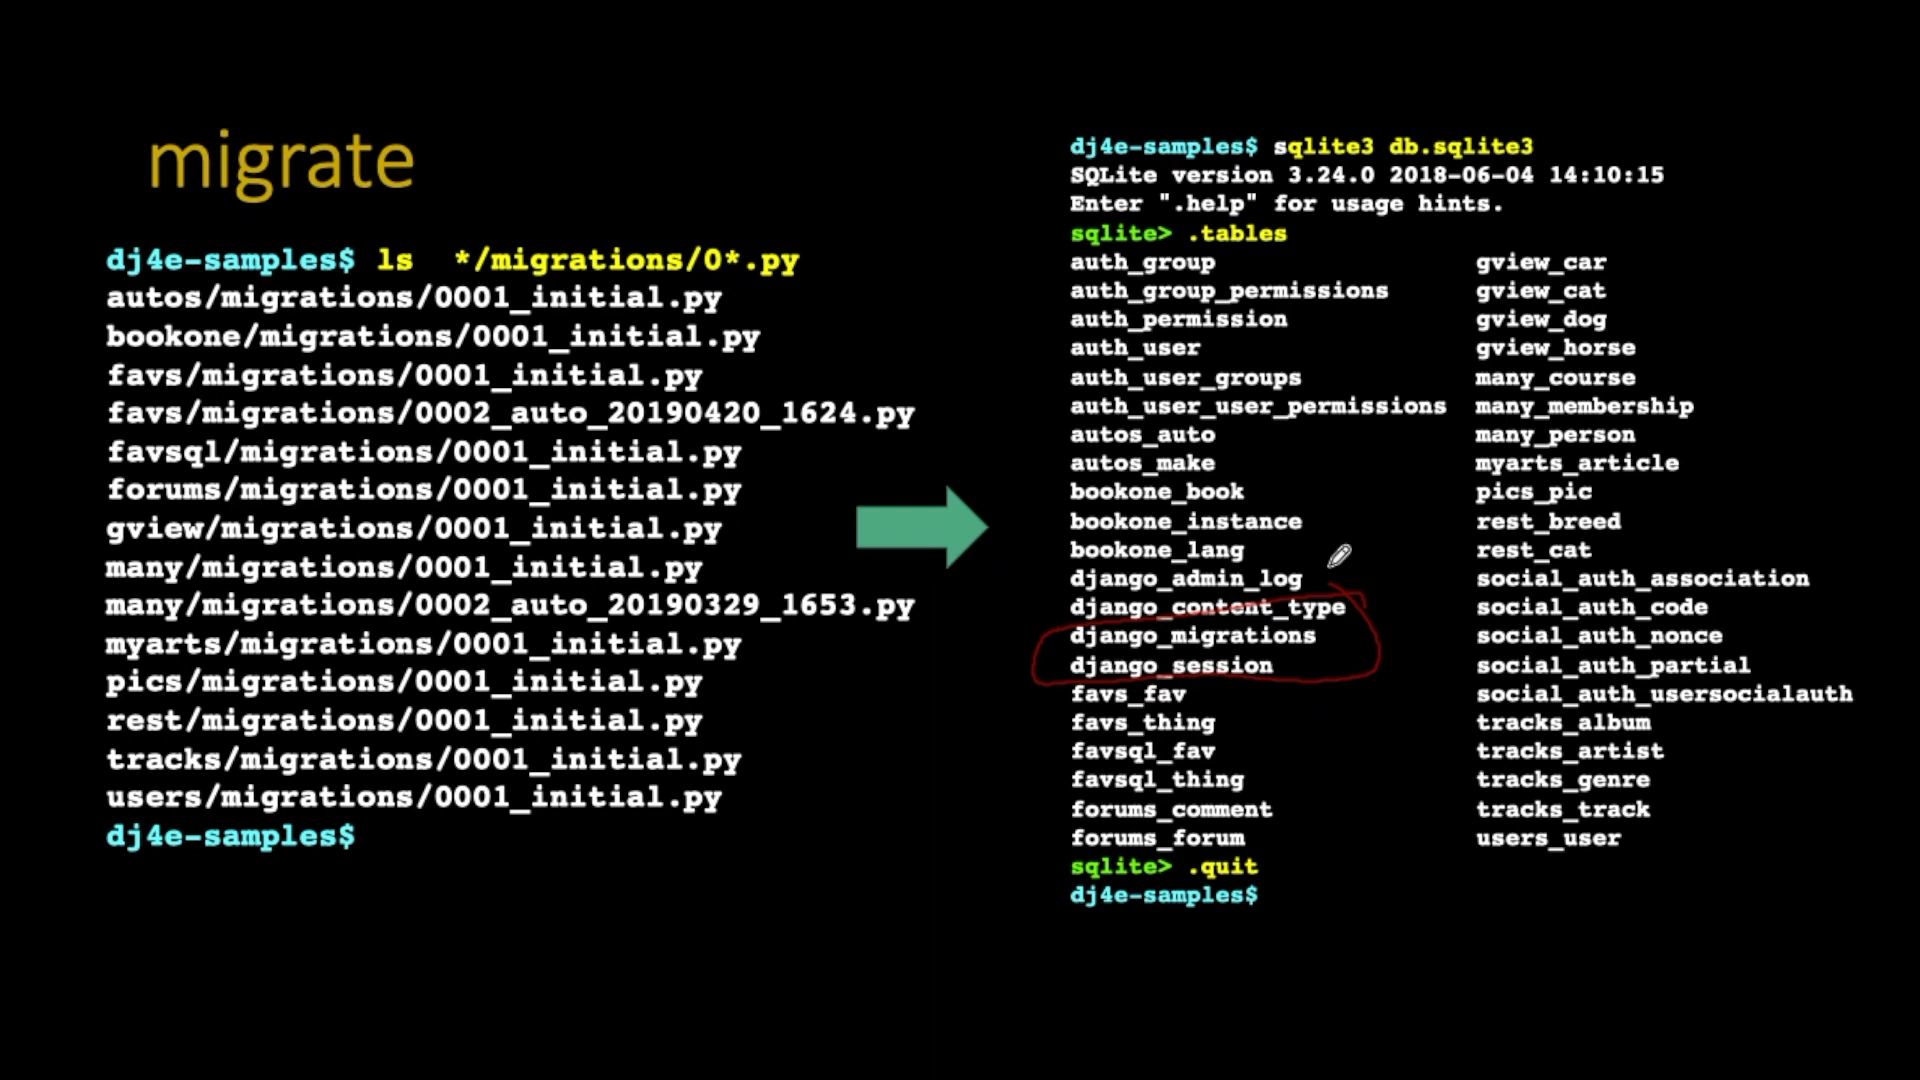 migrate
dj4e-samples$ ls  */migrations/0*.py
autos/migrations/0001_initial.py
bookone/migrations/0001_initial.py
favs/migrations/0001_initial.py
favs/migrations/0002_auto_20190420_1624.py
favsql/migrations/0001_initial.py
forums/migrations/0001_initial.py
gview/migrations/0001_initial.py
many/migrations/0001_initial.py
many/migrations/0002_auto_20190329_1653.py
myarts/migrations/0001_initial.py
pics/migrations/0001_initial.py
rest/migrations/0001_initial.py
tracks/migrations/0001_initial.py
users/migrations/0001_initial.py
dj4e-samples$
dj4e-samples$ sqlite3 db.sqlite3
SQLite version 3.24.0 2018-06-04 14:10:15
Enter ".help" for usage hints.
sqlite> .tables
auth_group gview_car
auth_group_permissions gview_cat
auth_permission gview_dog
auth_user gview_horse
auth_user_groups many_course
auth_user_user_permissions many_membership
autos_auto many_person
autos_make myarts_article
bookone_book pics_pic
bookone_instance rest_breed
bookone_lang rest_cat
django_admin_log social_auth_association
django_content_type social_auth_code
django_migrations social_auth_nonce
django_session social_auth_partial
favs_fav social_auth_usersocialauth
favs_thing tracks_album
favsql_fav tracks_artist
favsql_thing tracks_genre
forums_comment tracks_track
forums_forum users_user
sqlite> .quit
dj4e-samples$